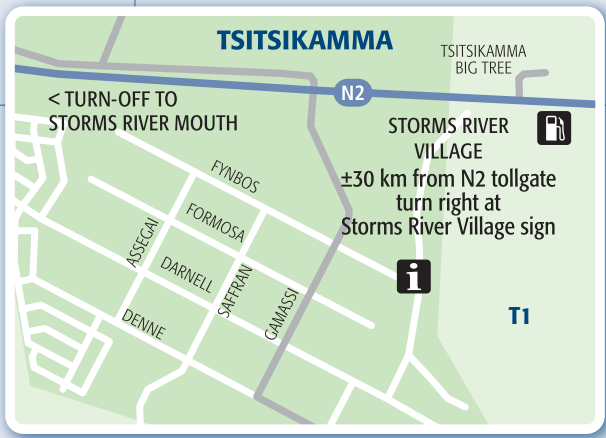 TSITSIKAMMA
TSITSIKAMMA
BIG TREE
N2
< TURN-OFF TO
STORMS RIVER MOUTH
STORMS RIVER
VILLAGE
±30 km from N2 tollgate
turn right at
Storms River Village sign
FYNBOS
FORMOSA
ASSEGAI
DARNELL
SAFFRAN
GAMASSI
DENNE
i
T1